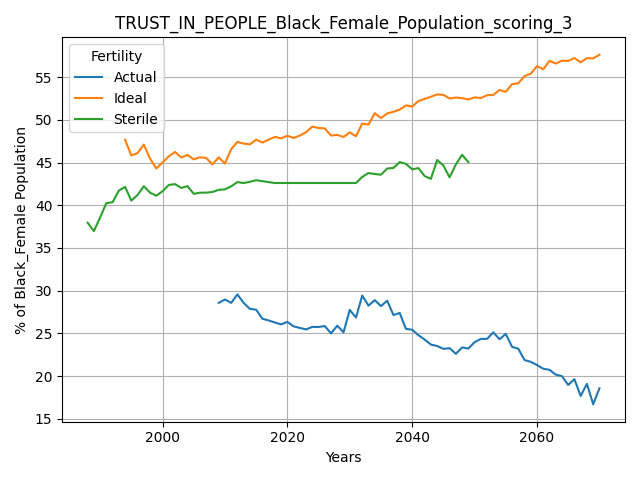 TRUST_IN_PEOPLE_Black_Female_Population_scoring_3
Fertility
Actual
Ideal
Sterile
% of Black_Female Population
55
50
45
40
35
30
25
20
15
2000
2020
2040
2060
Years